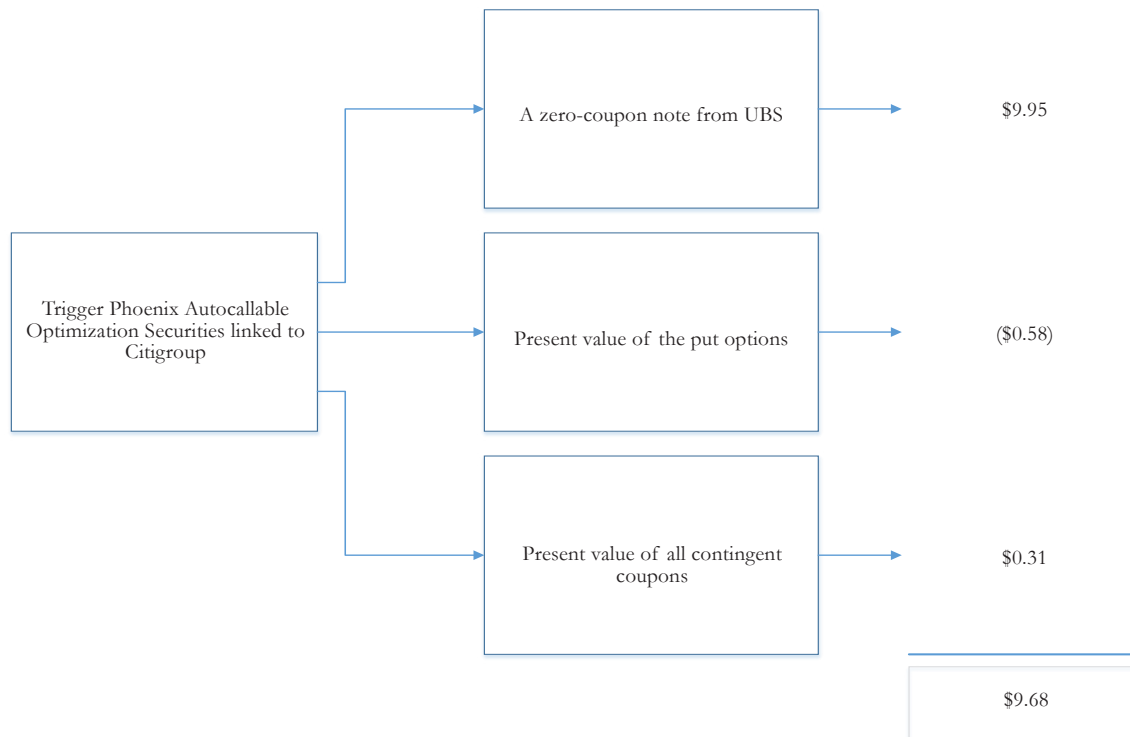 A zero-coupon note from UBS
$9.95
Trigger Phoenix Autocallable
Optimization Securities linked to
Citigroup
Present value of the put options
($0.58)
Present value of all contingent
coupons
$0.31
$9.68